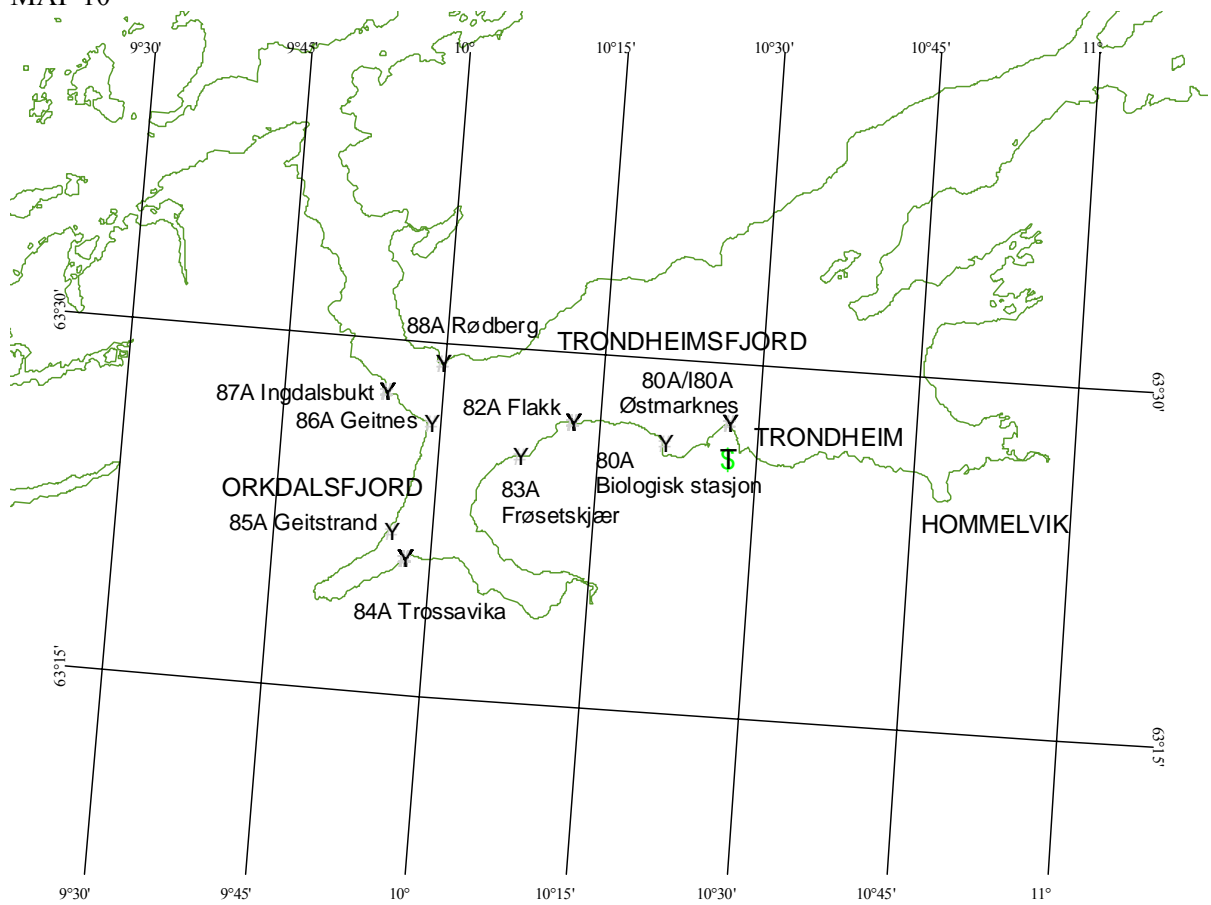 9°30'
9°45'
10°
10°15'
10°30'
10°45'
11°
63°30'
88A Rødberg
TRONDHEIMSFJORD
87A Ingdalsbukt Y
86A Geitnes Y
82A Flakk Y
80A/I80A
Østmarknes
Y
Y
63°30'
TRONDHEIM
Y
Y
80A
Biologisk stasjon
T
S
83A
Frøsetskjær
ORKDALSFJORD
85A Geitstrand Y
HOMMELVIK
Y
84A Trossavika
63°15'
63°15'
9°30'
9°45'
10°
10°15'
10°30'
10°45'
11°